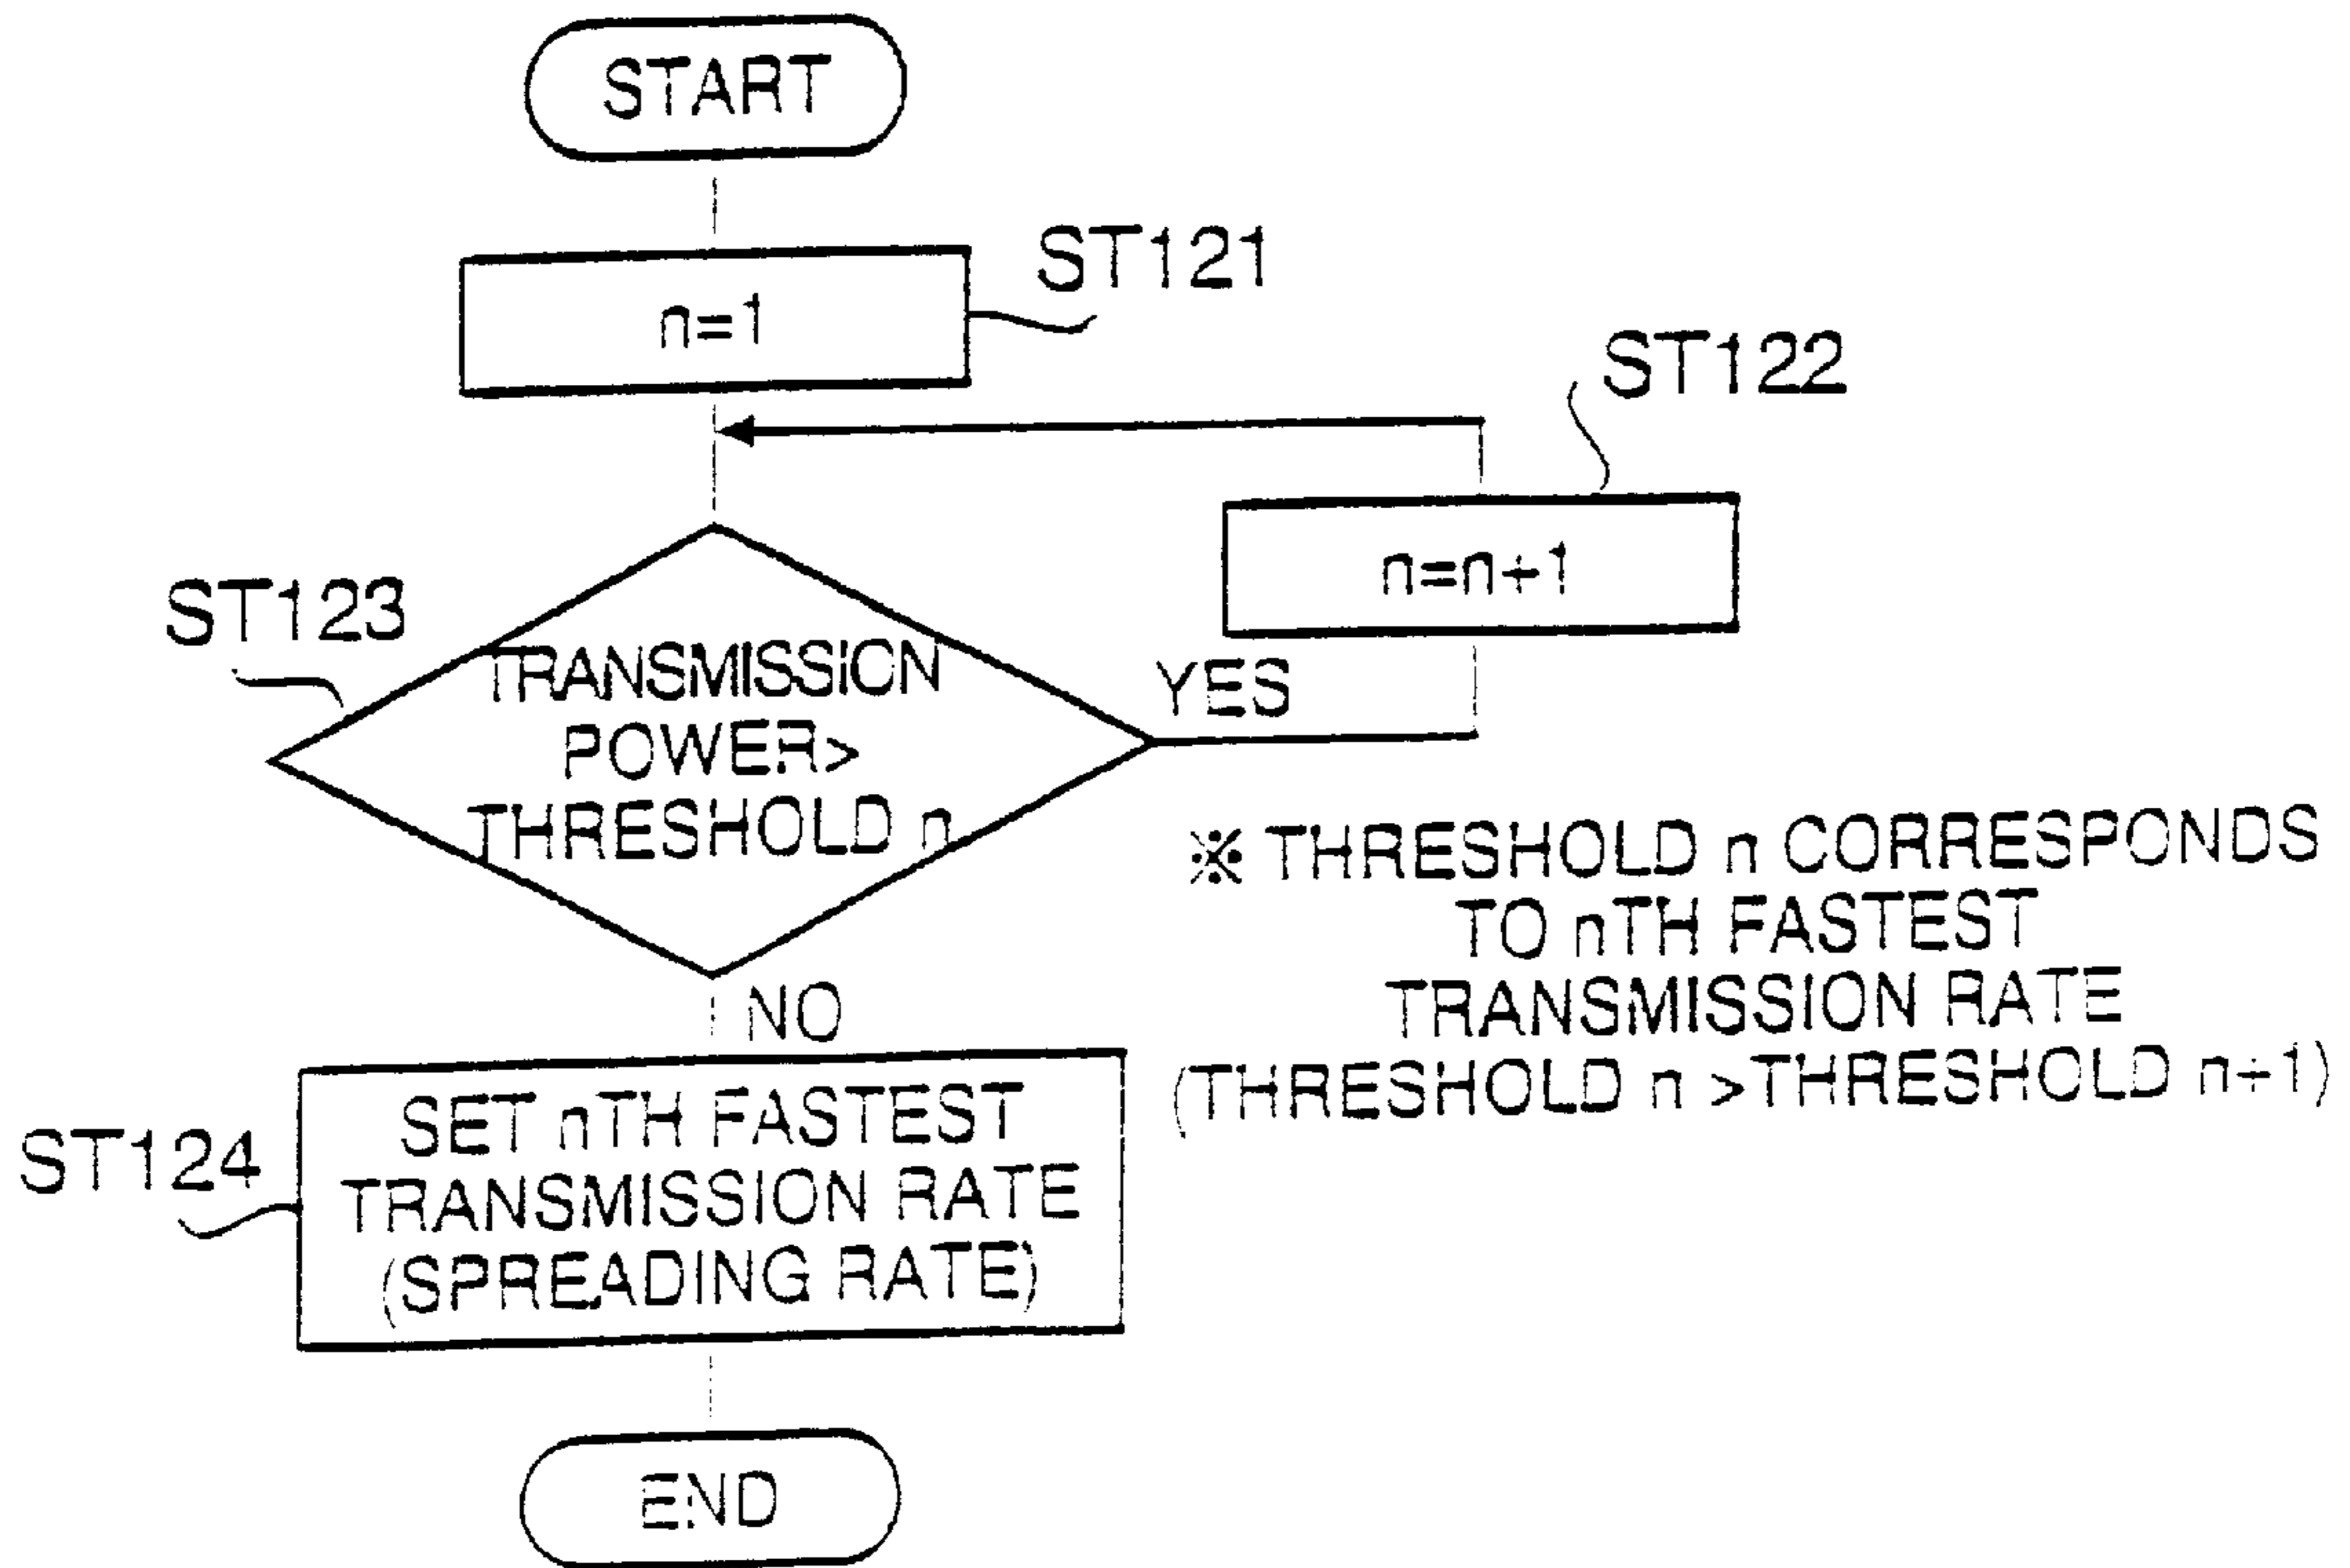 START
n=1
ST121
ST122
n=n+1
ST123
TRANSMISSION
POWER>
THRESHOLD n
YES
※ THRESHOLD n CORRESPONDS
TO nTH FASTEST
TRANSMISSION RATE
(THRESHOLD n >THRESHOLD n+1)
NO
ST124
SET nTH FASTEST
TRANSMISSION RATE
(SPREADING RATE)
END